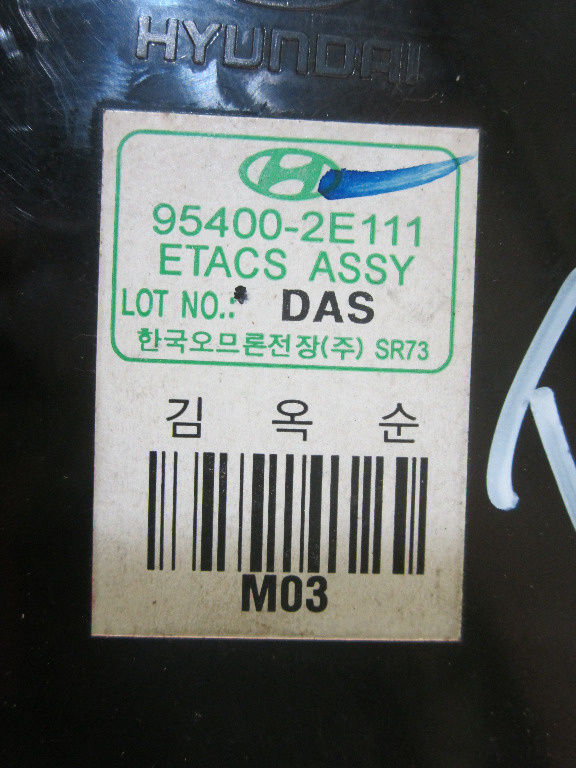 HYUNDAI
95400-2E111
ETACS ASSY
LOT NO.: DAS
한국오므론전장(주) SR73
김 옥 순
M03